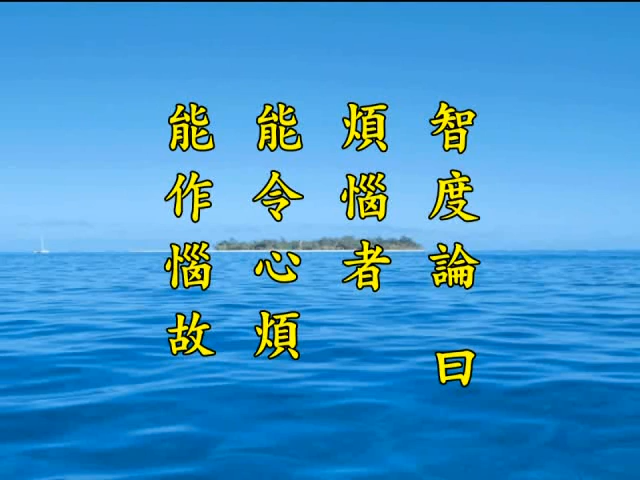 智度論 曰
煩惱者
能令心煩
能作惱故